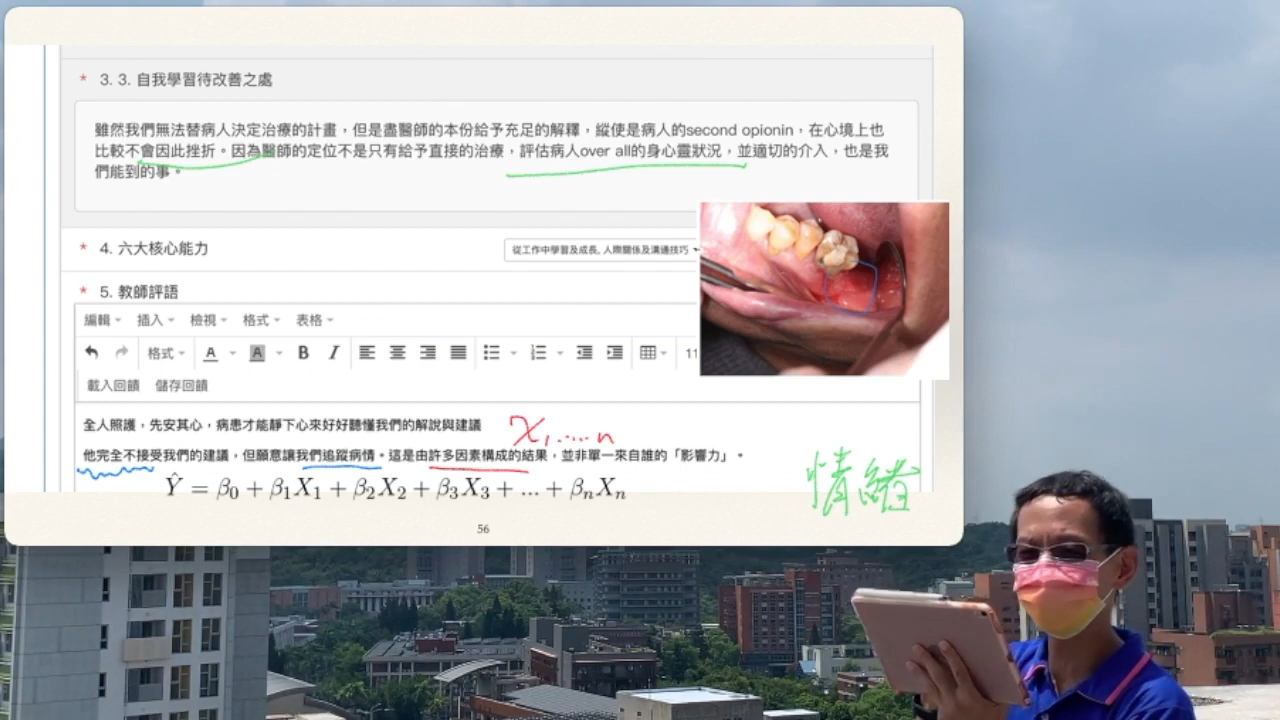 * 3. 3. 自我學習待改善之處
雖然我們無法替病人決定治療的計畫，但是盡醫師的本份給予充足的解釋，縱使是病人的second opionin，在心境上也
比較不會因此挫折。因為醫師的定位不是只有給予直接的治療，評估病人over all的身心靈狀況，並適切的介入，也是我
們能到的事。
* 4. 六大核心能力
從工作中學習及成長, 人際關係及溝通技巧
* 5. 教師評語
編輯 插入 檢視 格式 表格
格式 A A B I 11
載入回饋 儲存回饋
全人照護，先安其心，病患才能靜下心來好好聽懂我們的解說與建議
X1.....n
他完全不接受我們的建議，但願意讓我們追蹤病情。這是由許多因素構成的結果，並非單一來自誰的「影響力」。
Ŷ = β0 + β1X1 + β2X2 + β3X3 + ... + βnXn
情緒
56